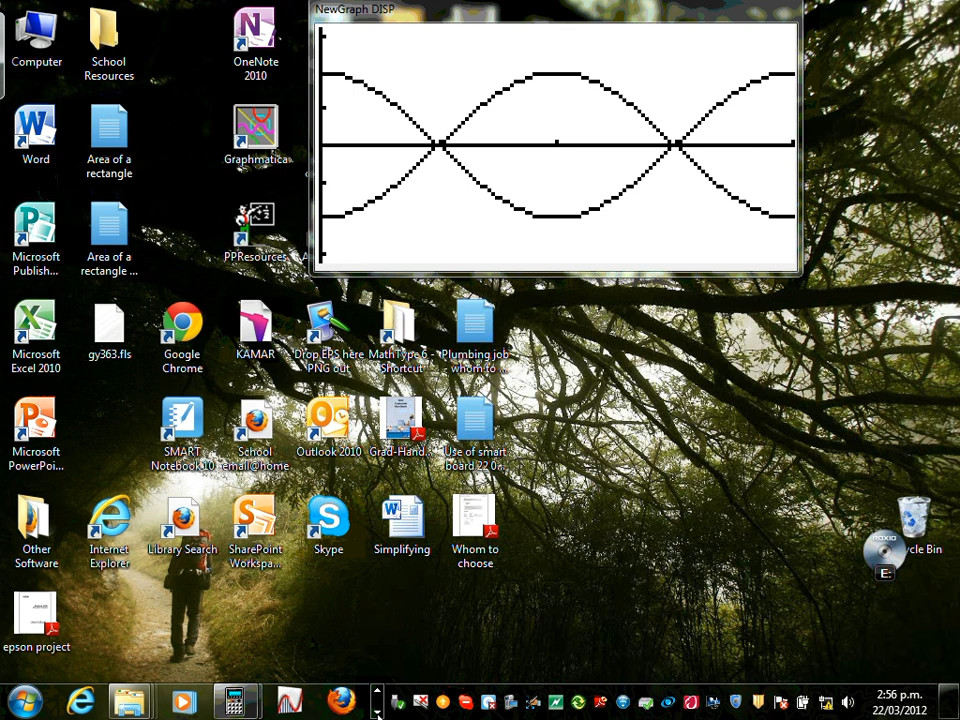 NewGraph DISP
Computer
School
Resources
OneNote
2010
Word
Area of a
rectangle
Graphmatica
Microsoft
Publish...
Area of a
rectangle ...
PPResources
Microsoft
Excel 2010
gy363.fls
Google
Chrome
KAMAR
Drop EPS here
PNG out
MathType 6 -
Shortcut
Plumbing job
- whom to ...
Microsoft
PowerPoi...
SMART
Notebook 10
School
email@home
Outlook 2010
Grad-Hand...
Use of smart
board 22 0...
Other
Software
Internet
Explorer
Library Search
SharePoint
Workspa...
Skype
Simplifying
Whom to
choose
ROXIO
E:
cycle Bin
epson project
2:56 p.m.
22/03/2012